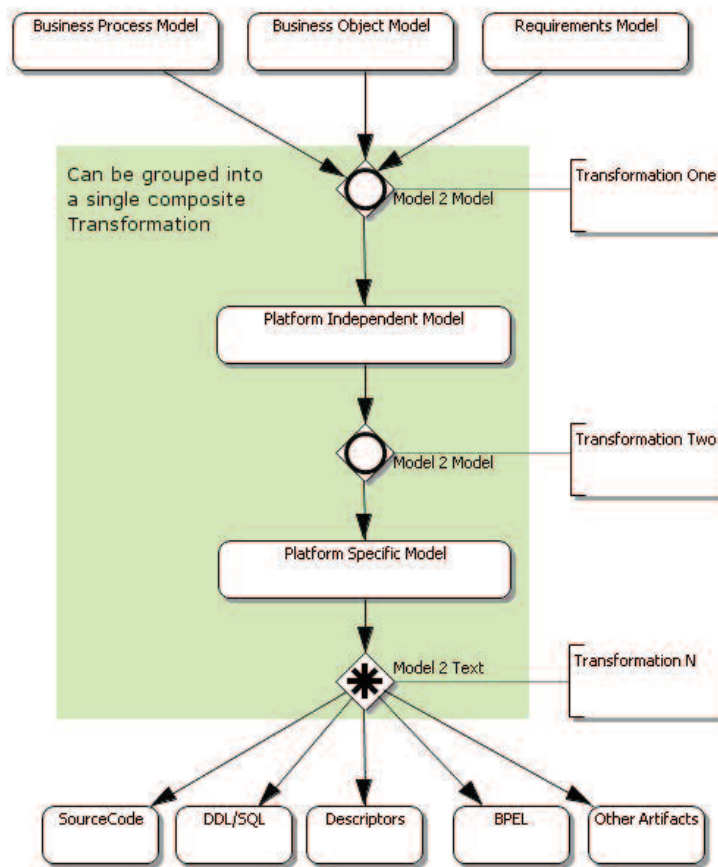 Business Process Model
Business Object Model
Requirements Model
Can be grouped into
a single composite
Transformation
Transformation One
Model 2 Model
Platform Independent Model
Transformation Two
Model 2 Model
Platform Specific Model
Model 2 Text
Transformation N
SourceCode
DDL/SQL
Descriptors
BPEL
Other Artifacts